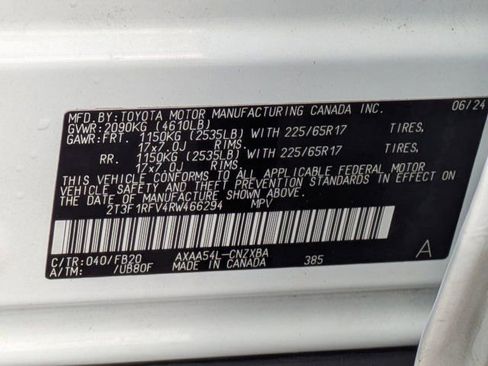 MFD. BY: TOYOTA MOTOR MANUFACTURING CANADA INC. 06/24
GVWR: 2090KG (4610LB)
GAWR: FRT. 1150KG (2535LB) WITH 225/65R17 TIRES.
17x7.0J RIMS.
RR. 1150KG (2535LB) WITH 225/65R17 TIRES.
17x7.0J RIMS.
THIS VEHICLE CONFORMS TO ALL APPLICABLE FEDERAL MOTOR
VEHICLE SAFETY AND THEFT PREVENTION STANDARDS IN EFFECT ON
THE DATE OF MANUFACTURE SHOWN ABOVE.
2T3F1RFV4RW466294 MPV
C/TR: 040/FB20 AXAA54L-CNZXBA A
A/TM: /UB80F MADE IN CANADA 385